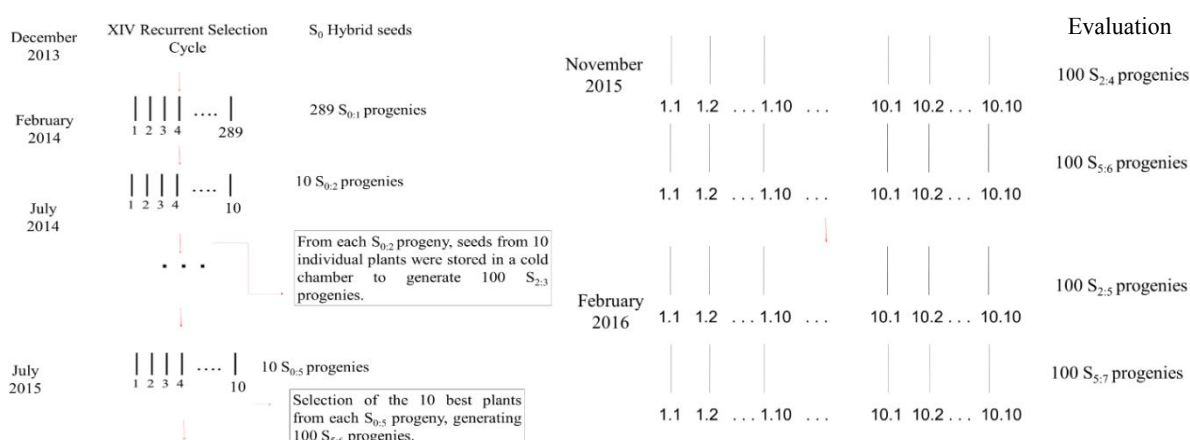 December
2013
XIV Recurrent Selection
Cycle
S₀ Hybrid seeds
February
2014
1 2 3 4 .... 289
289 S₀:₁ progenies
July
2014
1 2 3 4 .... 10
10 S₀:₂ progenies
. . .
From each S₀:₂ progeny, seeds from 10
individual plants were stored in a cold
chamber to generate 100 S₂:₃
progenies.
July
2015
1 2 3 4 .... 10
10 S₀:₅ progenies
Selection of the 10 best plants
from each S₀:₅ progeny, generating
100 S₅:₆ progenies.
Evaluation
November
2015
1.1 1.2 ... 1.10 ... 10.1 10.2 ... 10.10
100 S₂:₄ progenies
1.1 1.2 ... 1.10 ... 10.1 10.2 ... 10.10
100 S₅:₆ progenies
February
2016
1.1 1.2 ... 1.10 ... 10.1 10.2 ... 10.10
100 S₂:₅ progenies
1.1 1.2 ... 1.10 ... 10.1 10.2 ... 10.10
100 S₅:₇ progenies